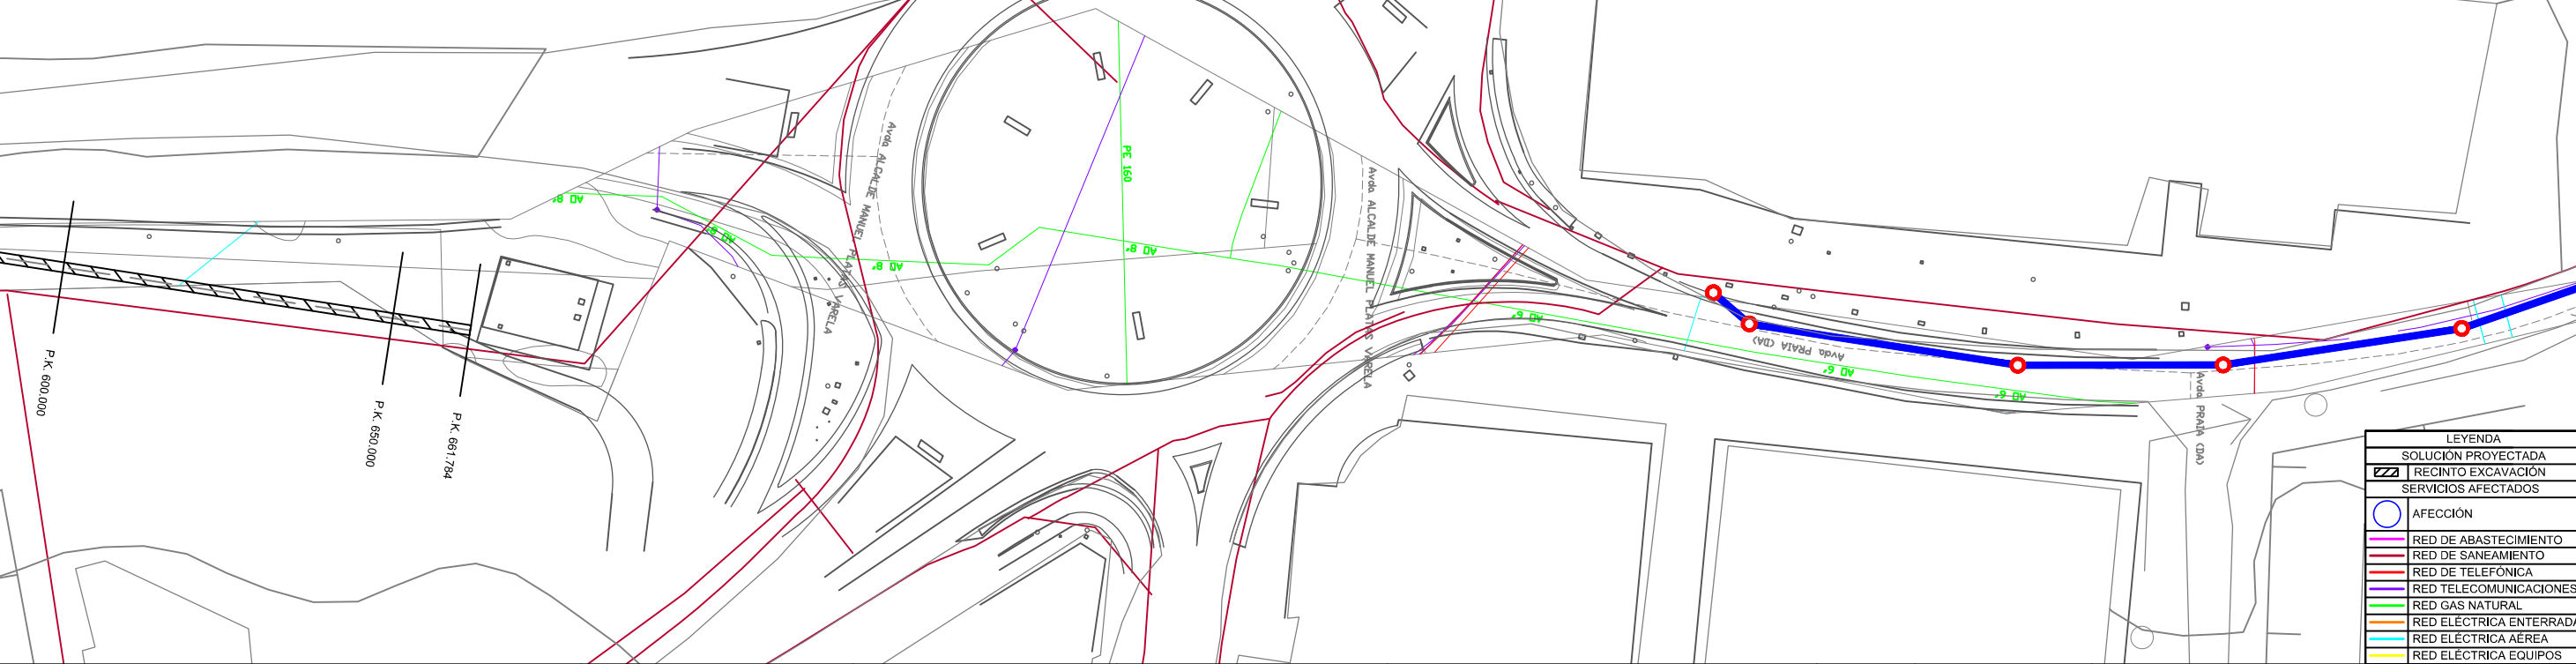 P.K. 600.000
P.K. 650.000
P.K. 661.784
AD 8"
AD 8"
AD 8"
Avda ALCALDE MANUEL PLATAS VARELA
PE 160
AD 8"
Avda ALCALDE MANUEL PLATAS VARELA
AD 6"
Avda PRAIA (DA)
AD 6"
AD 6"
Avda PRAIA (DA)
LEYENDA
SOLUCIÓN PROYECTADA
RECINTO EXCAVACIÓN
SERVICIOS AFECTADOS
AFECCIÓN
RED DE ABASTECIMIENTO
RED DE SANEAMIENTO
RED DE TELEFÓNICA
RED TELECOMUNICACIONES
RED GAS NATURAL
RED ELÉCTRICA ENTERRADA
RED ELÉCTRICA AÉREA
RED ELÉCTRICA EQUIPOS